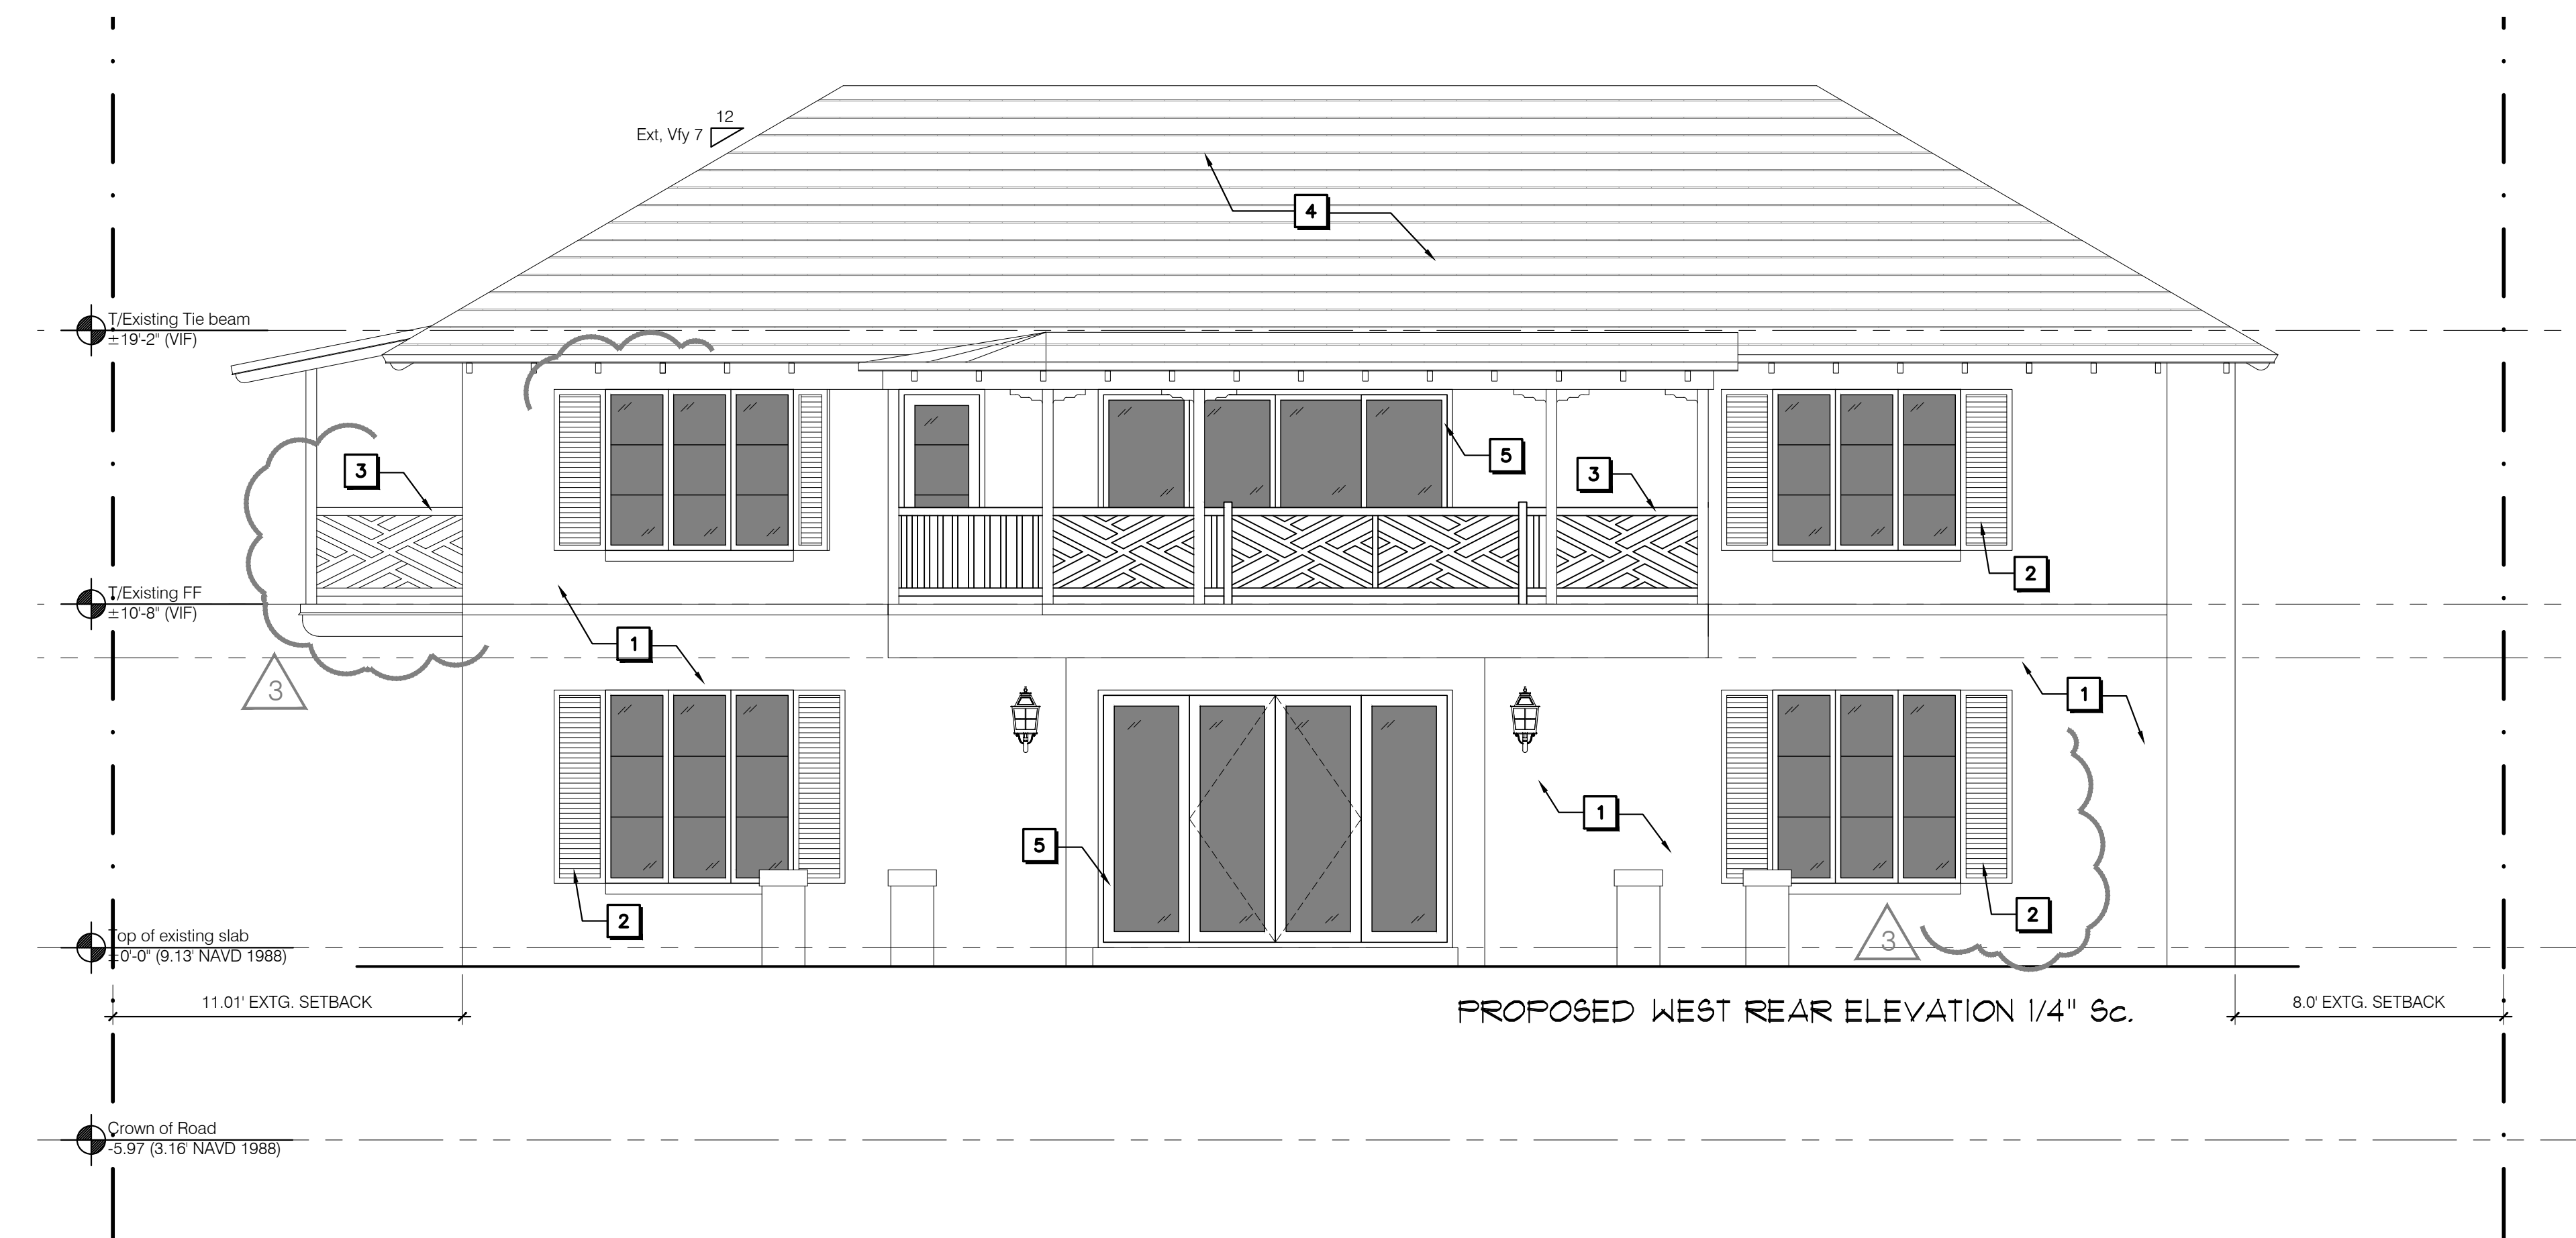 12
Ext, Vfy 7
4
T/Existing Tie beam
±19'-2" (VIF)
3
5
3
2
T/Existing FF
±10'-8" (VIF)
1
3
1
1
5
2
2
3
Top of existing slab
±0'-0" (9.13' NAVD 1988)
11.01' EXTG. SETBACK
PROPOSED WEST REAR ELEVATION 1/4" Sc.
8.0' EXTG. SETBACK
Crown of Road
-5.97 (3.16' NAVD 1988)